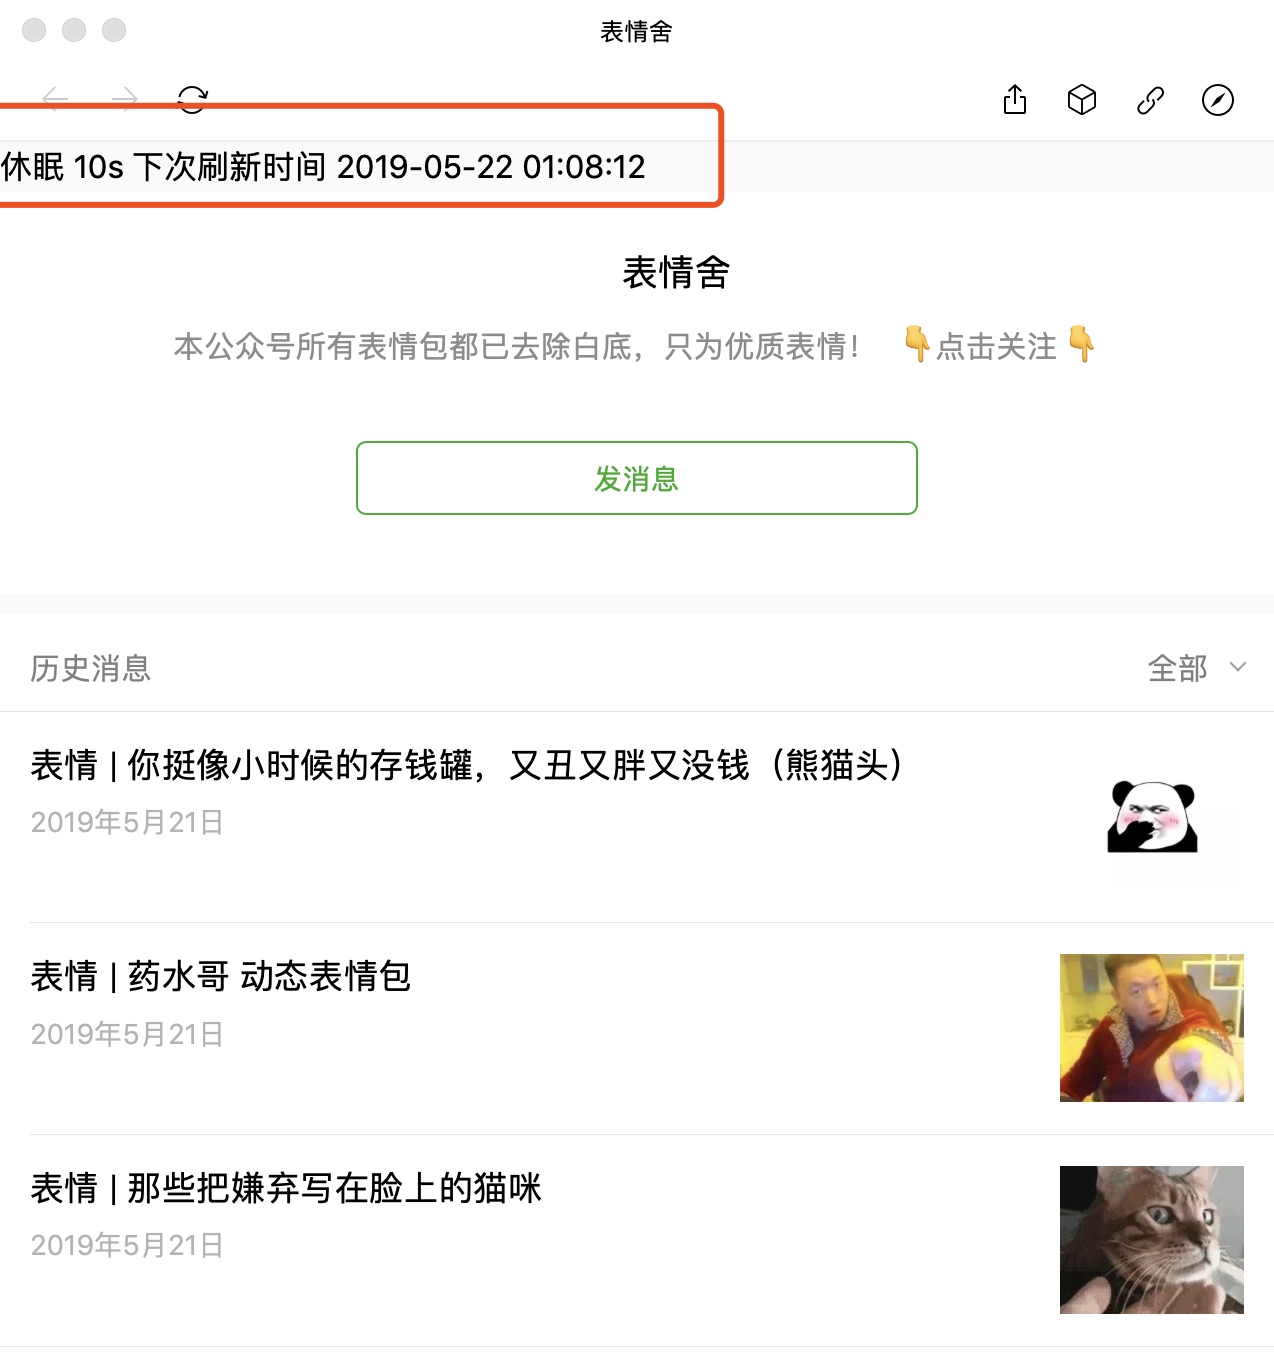 表情舍
休眠 10s 下次刷新时间 2019-05-22 01:08:12
表情舍
本公众号所有表情包都已去除白底，只为优质表情！ 👇点击关注👇
发消息
历史消息 全部
表情 | 你挺像小时候的存钱罐，又丑又胖又没钱（熊猫头）
2019年5月21日
表情 | 药水哥 动态表情包
2019年5月21日
表情 | 那些把嫌弃写在脸上的猫咪
2019年5月21日